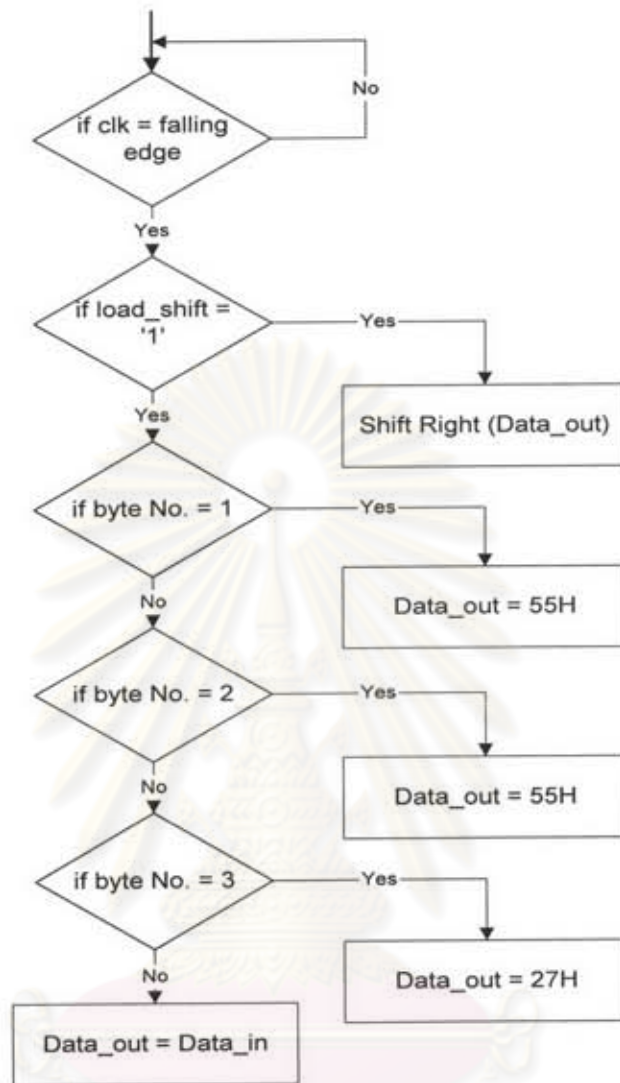 No
if clk = falling
edge
Yes
if load_shift =
'1'
Yes
Yes
Shift Right (Data_out)
if byte No. = 1
Yes
No
Data_out = 55H
if byte No. = 2
Yes
No
Data_out = 55H
if byte No. = 3
Yes
No
Data_out = 27H
Data_out = Data_in